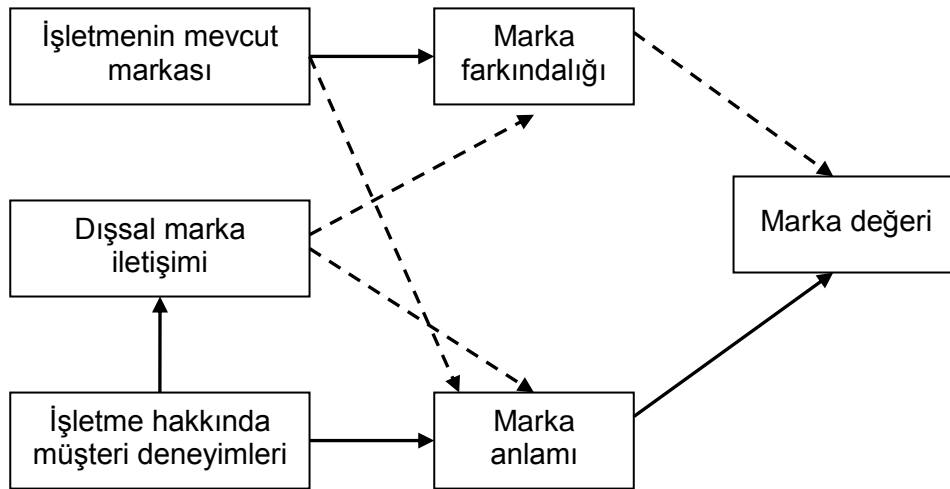 İşletmenin mevcut
markası
Marka
farkındalığı
Dışsal marka
iletişimi
Marka değeri
İşletme hakkında
müşteri deneyimleri
Marka
anlamı